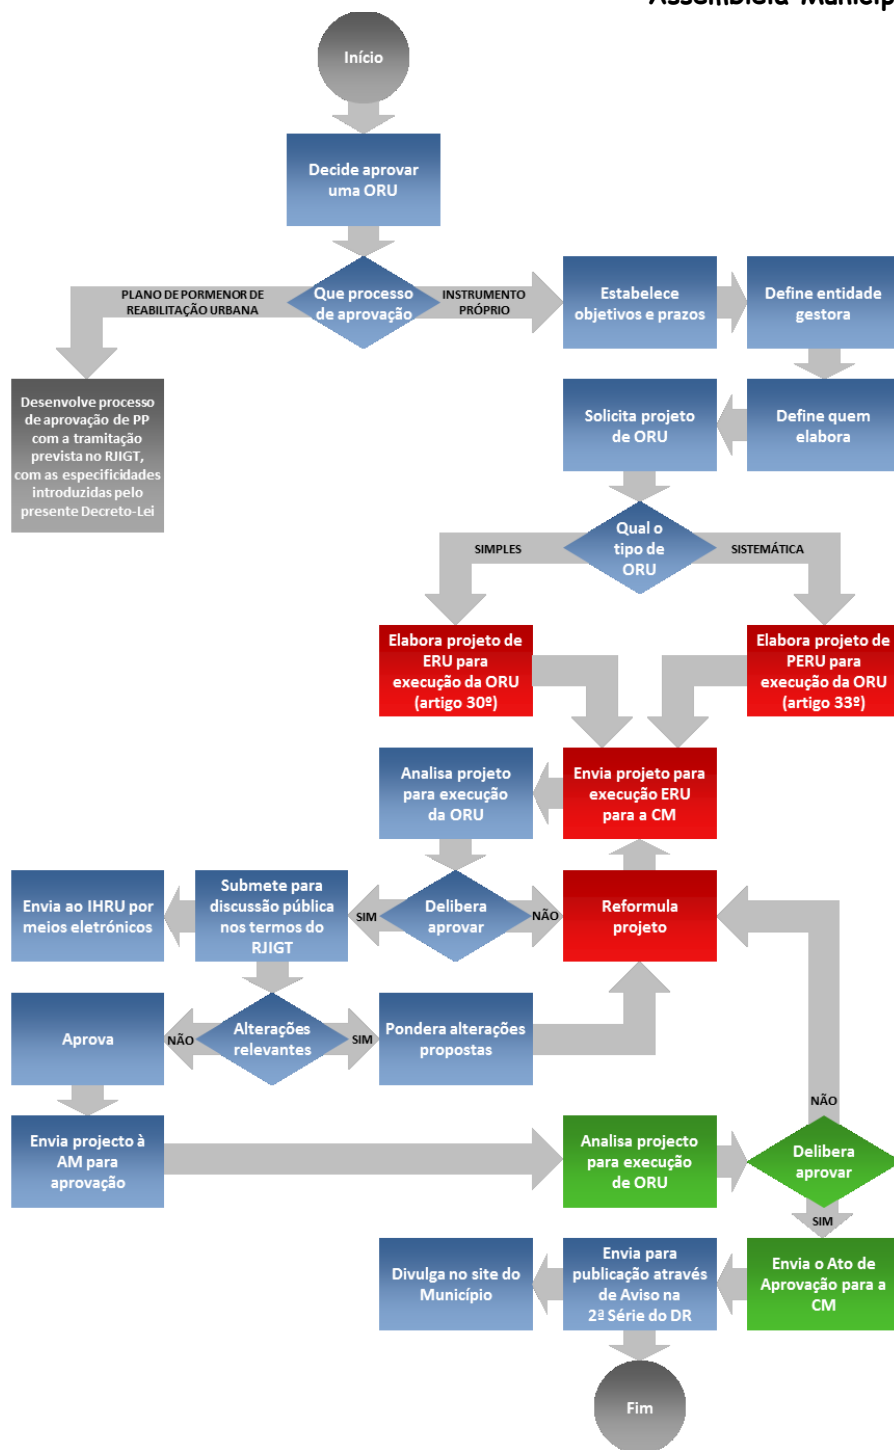 Assembleia Municip
Início
Decide aprovar
uma ORU
PLANO DE PORMENOR DE
REABILITAÇÃO URBANA
Que processo
de aprovação
INSTRUMENTO
PRÓPRIO
Estabelece
objetivos e prazos
Define entidade
gestora
Desenvolve processo
de aprovação de PP
com a tramitação
prevista no RJIGT,
com as especificidades
introduzidas pelo
presente Decreto-Lei
Solicita projeto
de ORU
Define quem
elabora
SIMPLES
Qual o
tipo de
ORU
SISTEMÁTICA
Elabora projeto de
ERU para
execução da ORU
(artigo 30º)
Elabora projeto de
PERU para
execução da ORU
(artigo 33º)
Analisa projeto
para execução
da ORU
Envia projeto para
execução ERU
para a CM
Envia ao IHRU por
meios eletrónicos
Submete para
discussão pública
nos termos do
RJIGT
SIM
Delibera
aprovar
NÃO
Reformula
projeto
Aprova
NÃO
Alterações
relevantes
SIM
Pondera alterações
propostas
NÃO
Envia projecto à
AM para
aprovação
Analisa projecto
para execução
de ORU
Delibera
aprovar
SIM
Divulga no site do
Município
Envia para
publicação através
de Aviso na
2ª Série do DR
Envia o Ato de
Aprovação para a
CM
Fim